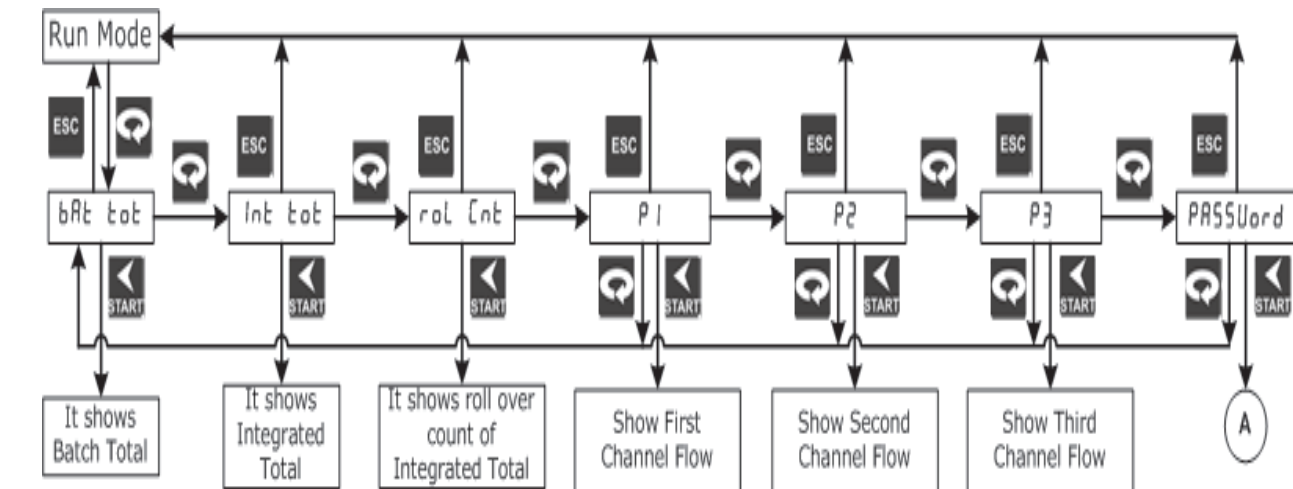 Run Mode
ESC
ESC
ESC
ESC
ESC
ESC
ESC
bAt tot
Int tot
roL Cnt
P1
P2
P3
PASSUord
START
START
START
START
START
START
START
It shows
Batch Total
It shows
Integrated
Total
It shows roll over
count of
Integrated Total
Show First
Channel Flow
Show Second
Channel Flow
Show Third
Channel Flow
A